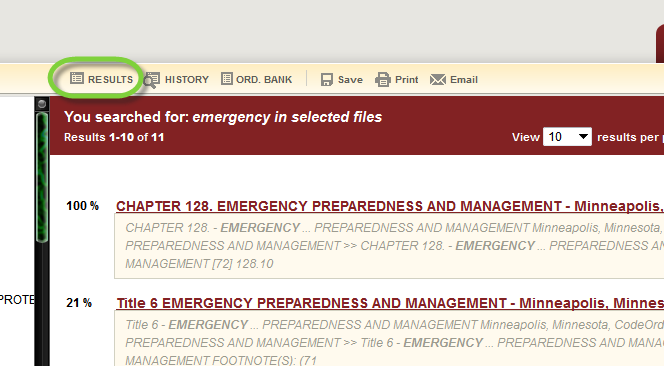 RESULTS HISTORY ORD. BANK Save Print Email
You searched for: emergency in selected files
Results 1-10 of 11 View 10 results per
100 % CHAPTER 128. EMERGENCY PREPAREDNESS AND MANAGEMENT - Minneapolis,
CHAPTER 128. - EMERGENCY ... PREPAREDNESS AND MANAGEMENT Minneapolis, Minnesota,
PREPAREDNESS AND MANAGEMENT >> CHAPTER 128. - EMERGENCY ... PREPAREDNESS AN
MANAGEMENT [72] 128.10
PROTE
21 % Title 6 EMERGENCY PREPAREDNESS AND MANAGEMENT - Minneapolis, Minnes
Title 6 - EMERGENCY ... PREPAREDNESS AND MANAGEMENT Minneapolis, Minnesota, CodeOrd
PREPAREDNESS AND MANAGEMENT >> Title 6 - EMERGENCY ... PREPAREDNESS AND MANA
MANAGEMENT FOOTNOTE(S): (71